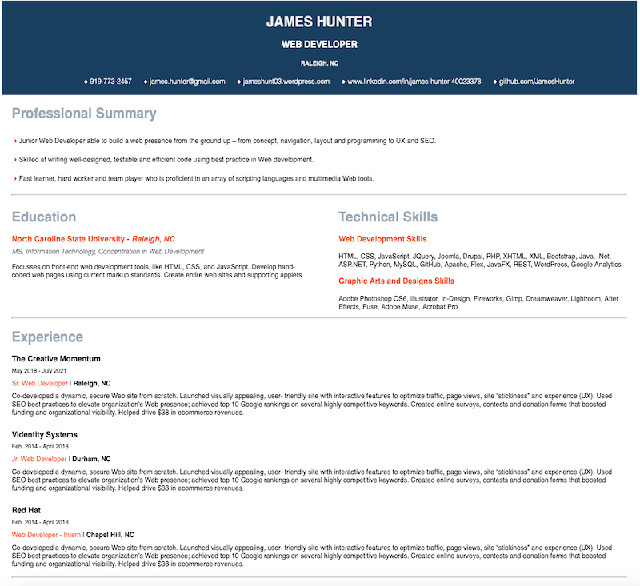 JAMES HUNTER
WEB DEVELOPER
RALEIGH, NC
919-773-2467 james.hunter@gmail.com jameshunt03.wordpress.com www.linkedin.com/in/james-hunter-40023378 github.com/JamesHunter
Professional Summary
Junior Web Developer able to build a web presence from the ground up – from concept, navigation, layout and programming to UX and SEO.
Skilled at writing well-designed, testable and efficient code using best practice in Web development.
Fast learner, hard worker and team player who is proficient in an array of scripting languages and multimedia Web tools.
Education
North Caroline State University - Raleigh, NC
MS, Information Technology, Concentration in Web Development
Focusses on front-end web development tools, like HTML, CSS, and JavaScript. Develop hand-
coded web pages using current markup standards. Create entire web sites and supporting applets.
Technical Skills
Web Development Skills
HTML, CSS, JavaScript, JQuery, Joomla, Drupal, PHP, XHTML, XML, Bootstrap, Java, .Net,
ASP.NET, Python, MySQL, GitHub, Apache, Flex, JavaFX, REST, WordPress, Google Analytics
Graphic Arts and Designs Skills
Adobe Photoshop CS6, Illustrator, In-Design, Fireworks, Gimp, Dreamweaver, Lightroom, After
Effects, Fuse, Adobe Muse, Acrobat Pro
Experience
The Creative Momentum
May 2018 - July 2021
Sr. Web Developer | Raleigh, NC
Co-developed a dynamic, secure Web site from scratch. Launched visually appealing, user- friendly site with interactive features to optimize traffic, page views, site "stickiness" and experience (UX). Used
SEO best practices to elevate organization's Web presence; achieved top 10 Google rankings on several highly competitive keywords. Created online surveys, contests and donation forms that boosted
funding and organizational visibility. Helped drive $38 in ecommerce revenues.
Videntity Systems
Feb. 2014 - April 2018
Jr. Web Developer | Durham, NC
Co-developed a dynamic, secure Web site from scratch. Launched visually appealing, user- friendly site with interactive features to optimize traffic, page views, site "stickiness" and experience (UX). Used
SEO best practices to elevate organization's Web presence; achieved top 10 Google rankings on several highly competitive keywords. Created online surveys, contests and donation forms that boosted
funding and organizational visibility. Helped drive $38 in ecommerce revenues.
Red Hat
Feb. 2014 - April 2018
Web Developer - Intern | Chapel Hill, NC
Co-developed a dynamic, secure Web site from scratch. Launched visually appealing, user- friendly site with interactive features to optimize traffic, page views, site "stickiness" and experience (UX). Used
SEO best practices to elevate organization's Web presence; achieved top 10 Google rankings on several highly competitive keywords. Created online surveys, contests and donation forms that boosted
funding and organizational visibility. Helped drive $38 in ecommerce revenues.